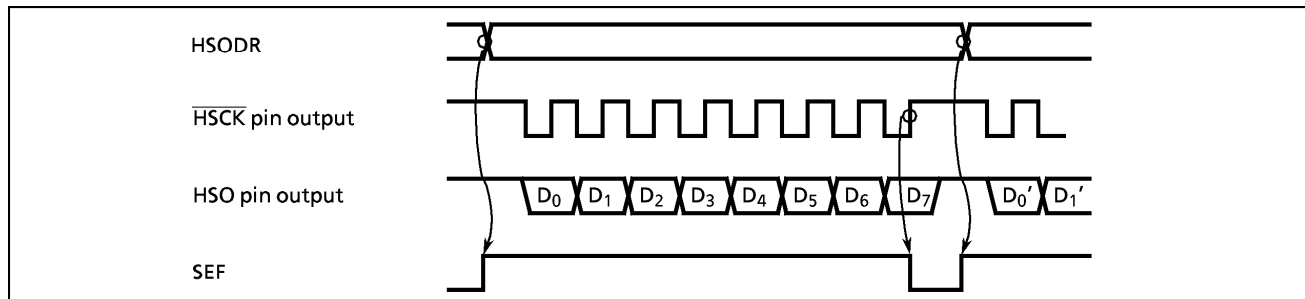 HSODR
HSCK pin output
HSO pin output D₀ D₁ D₂ D₃ D₄ D₅ D₆ D₇ D₀' D₁'
SEF